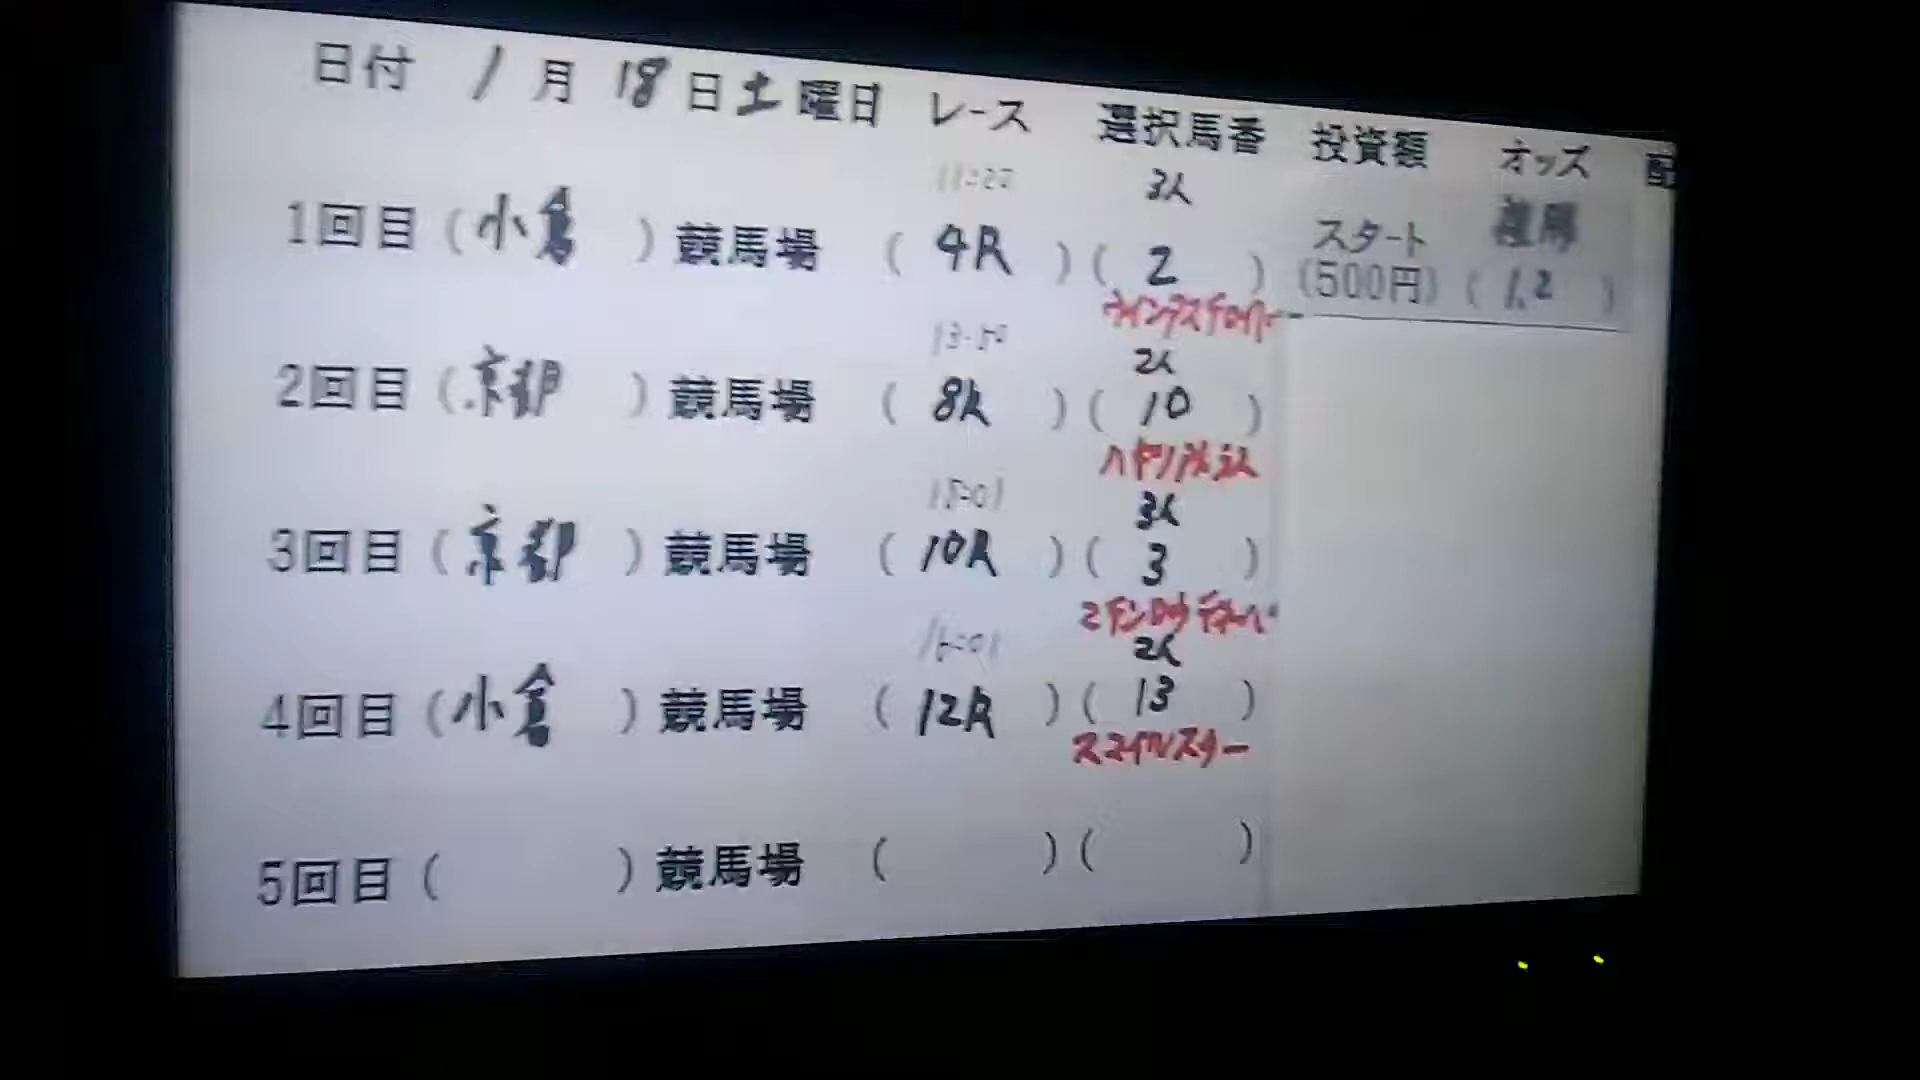 日付 1月18日土曜日 レース 選択馬番 投資額 オッズ 配
3人
1回目(小倉)競馬場 (4R)(2) スタート(500円) 複勝(1.2)
2人
2回目(京都)競馬場 (8R)(10)
15:01 3人
3回目(京都)競馬場 (10R)(3)
16:01 2人
4回目(小倉)競馬場 (12R)(13)
スマイルスター
5回目( )競馬場 ( )( )